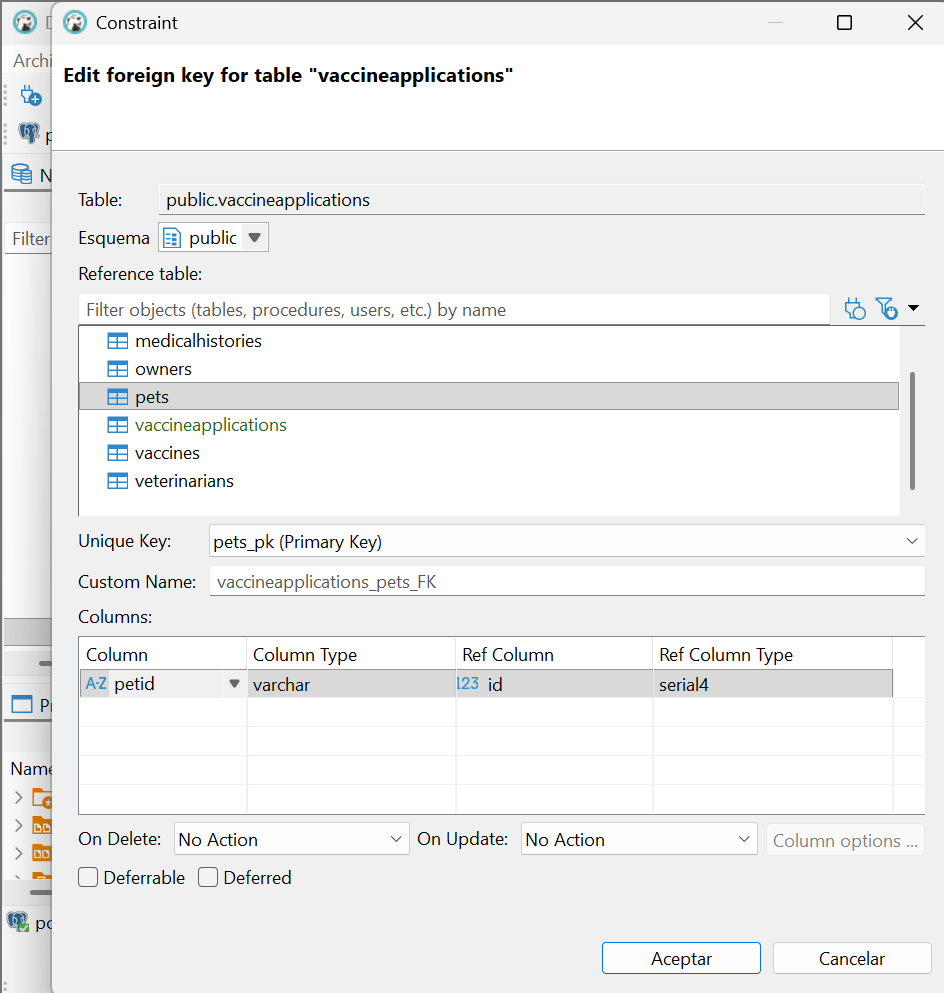 Constraint
Archi
Edit foreign key for table "vaccineapplications"
N
Filter
Table: public.vaccineapplications
Esquema public
Reference table:
Filter objects (tables, procedures, users, etc.) by name
medicalhistories
owners
pets
vaccineapplications
vaccines
veterinarians
Unique Key: pets_pk (Primary Key)
Custom Name: vaccineapplications_pets_FK
Columns:
Column Column Type Ref Column Ref Column Type
A-Z petid varchar 123 id serial4
Name
On Delete: No Action On Update: No Action Column options ...
Deferrable Deferred
Aceptar Cancelar